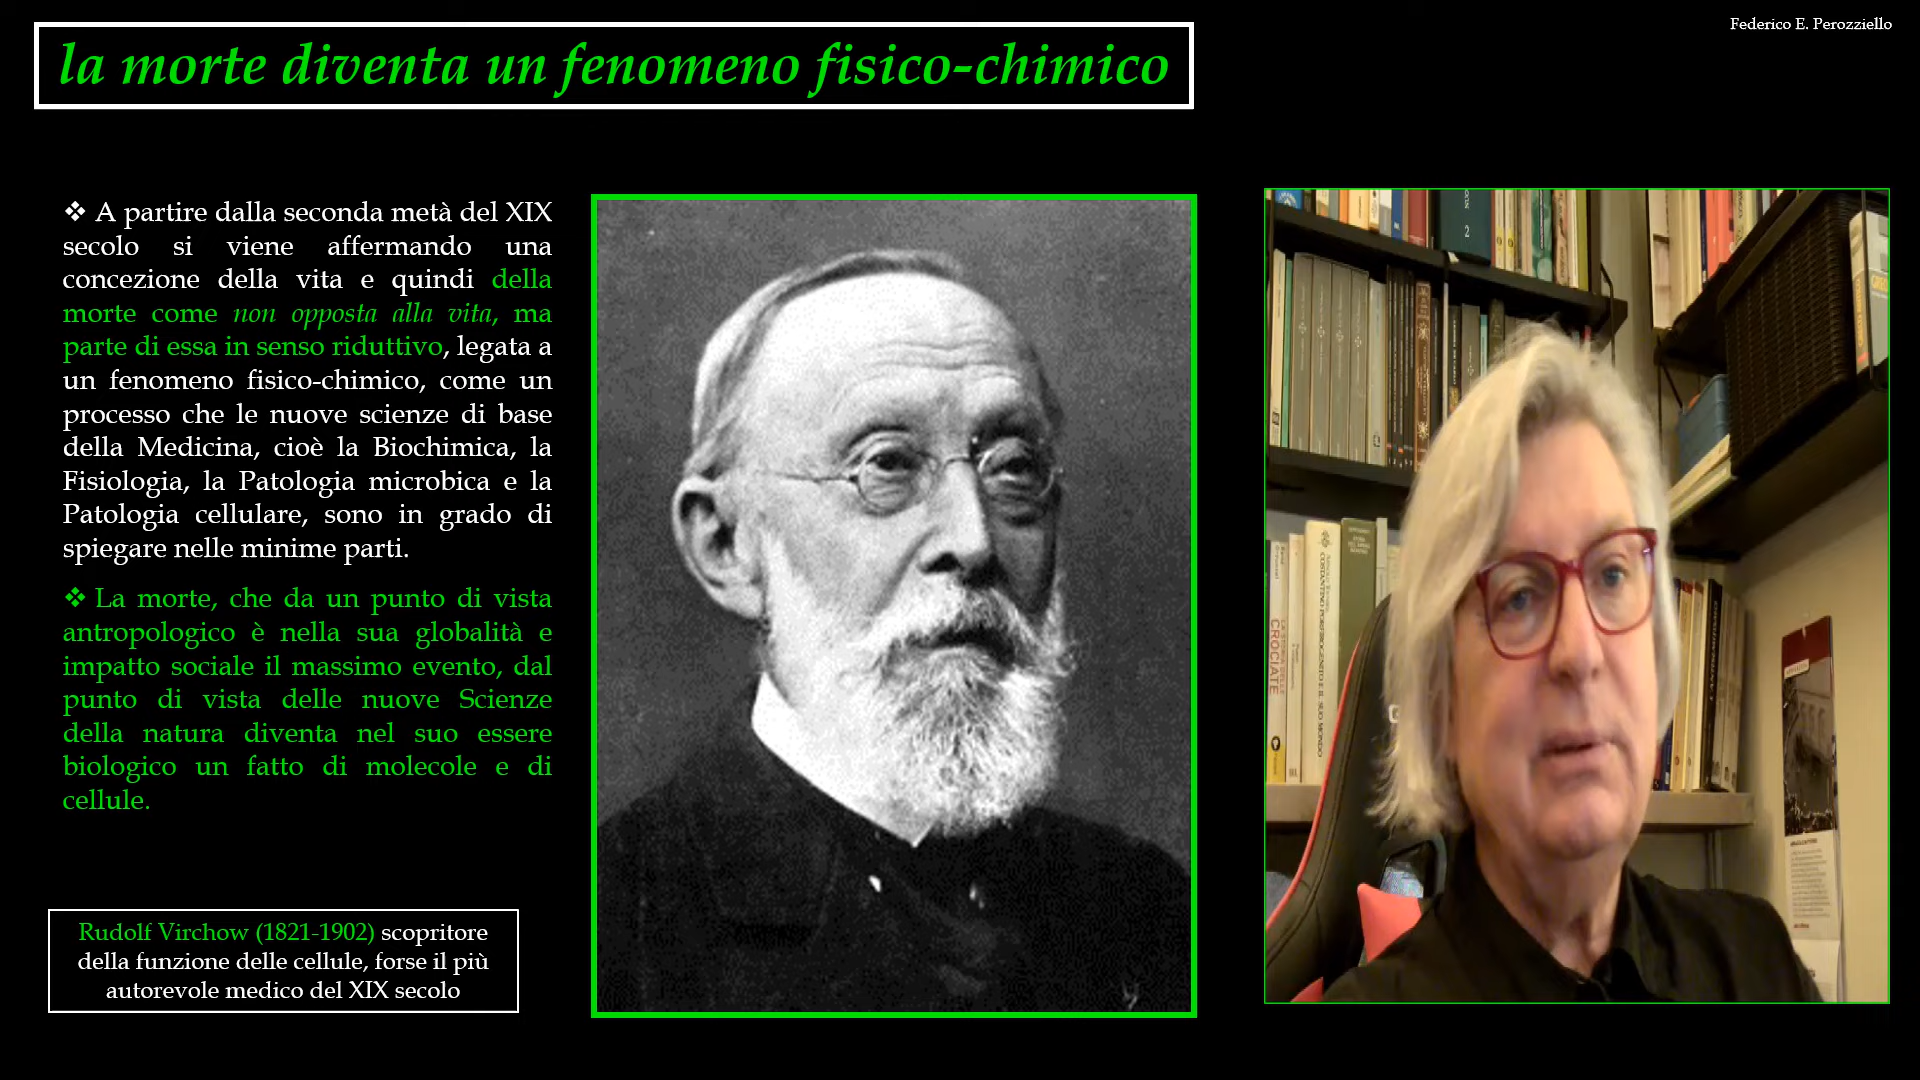 Federico E. Perozziello
la morte diventa un fenomeno fisico-chimico
❖ A partire dalla seconda metà del XIX
secolo si viene affermando una
concezione della vita e quindi della
morte come non opposta alla vita, ma
parte di essa in senso riduttivo, legata a
un fenomeno fisico-chimico, come un
processo che le nuove scienze di base
della Medicina, cioè la Biochimica, la
Fisiologia, la Patologia microbica e la
Patologia cellulare, sono in grado di
spiegare nelle minime parti.
❖ La morte, che da un punto di vista
antropologico è nella sua globalità e
impatto sociale il massimo evento, dal
punto di vista delle nuove Scienze
della natura diventa nel suo essere
biologico un fatto di molecole e di
cellule.
Rudolf Virchow (1821-1902) scopritore
della funzione delle cellule, forse il più
autorevole medico del XIX secolo
2
CROCIATE
COSTANTINO PORFIROGENITO E IL SUO MONDO